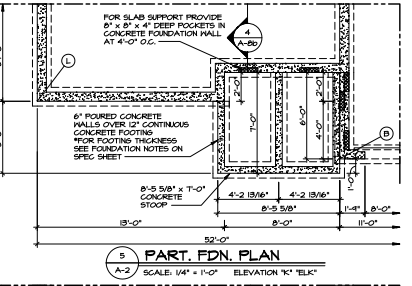 FOR SLAB SUPPORT PROVIDE
8" x 8" x 4" DEEP POCKETS IN
CONCRETE FOUNDATION WALL
AT 4'-0" O.C.
4
A-8b
L
2'-0"
7'-0"
6'-0"
2'-0"
4'-0"
6" POURED CONCRETE
WALLS OVER 12" CONTINUOUS
CONCRETE FOOTING
*FOR FOOTING THICKNESS
SEE FOUNDATION NOTES ON
SPEC SHEET
B
1'-0"
8'-5 5/8" x 7'-0"
CONCRETE
STOOP
4'-2 13/16"
4'-2 13/16"
8'-5 5/8"
1'-4"
8'-0"
13'-0"
8'-0"
11'-0"
52'-0"
5
A-2
PART. FDN. PLAN
SCALE: 1/4" = 1'-0" ELEVATION "K" "ELK"